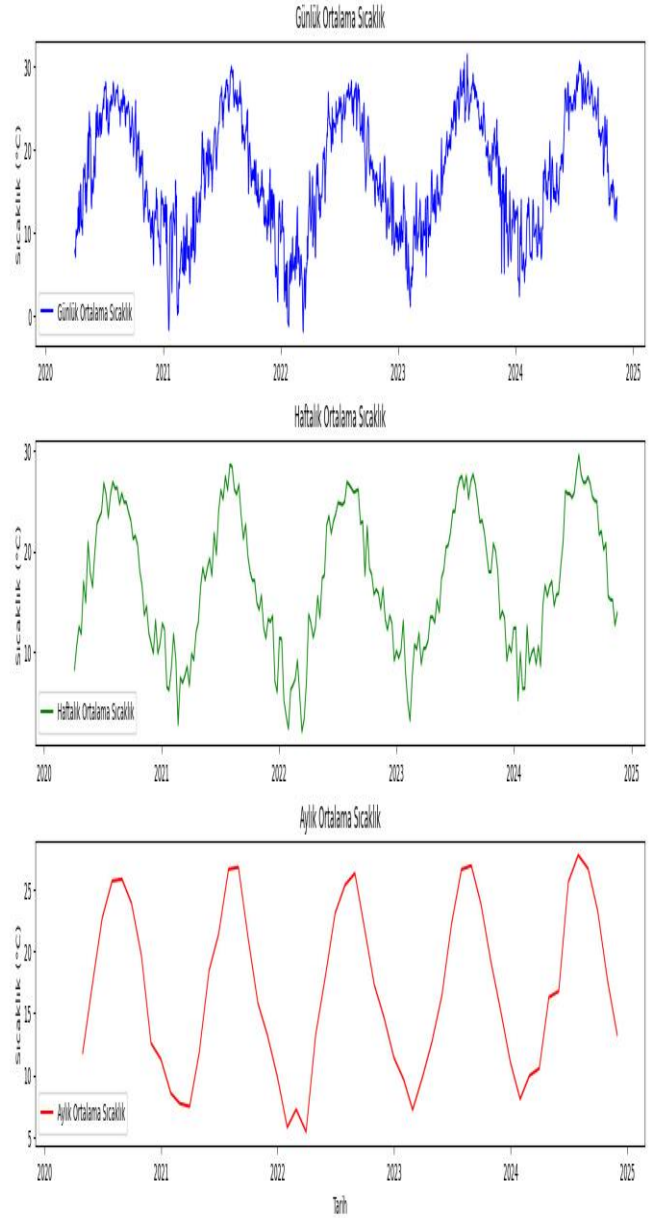 Günlük Ortalama Sıcaklık
Sıcaklık (°C)
30
20
10
0
Günlük Ortalama Sıcaklık
2020 2021 2022 2023 2024 2025
Haftalık Ortalama Sıcaklık
Sıcaklık (°C)
30
20
10
Haftalık Ortalama Sıcaklık
2020 2021 2022 2023 2024 2025
Aylık Ortalama Sıcaklık
Sıcaklık (°C)
25
20
15
10
5
Aylık Ortalama Sıcaklık
2020 2021 2022 2023 2024 2025
Tarih